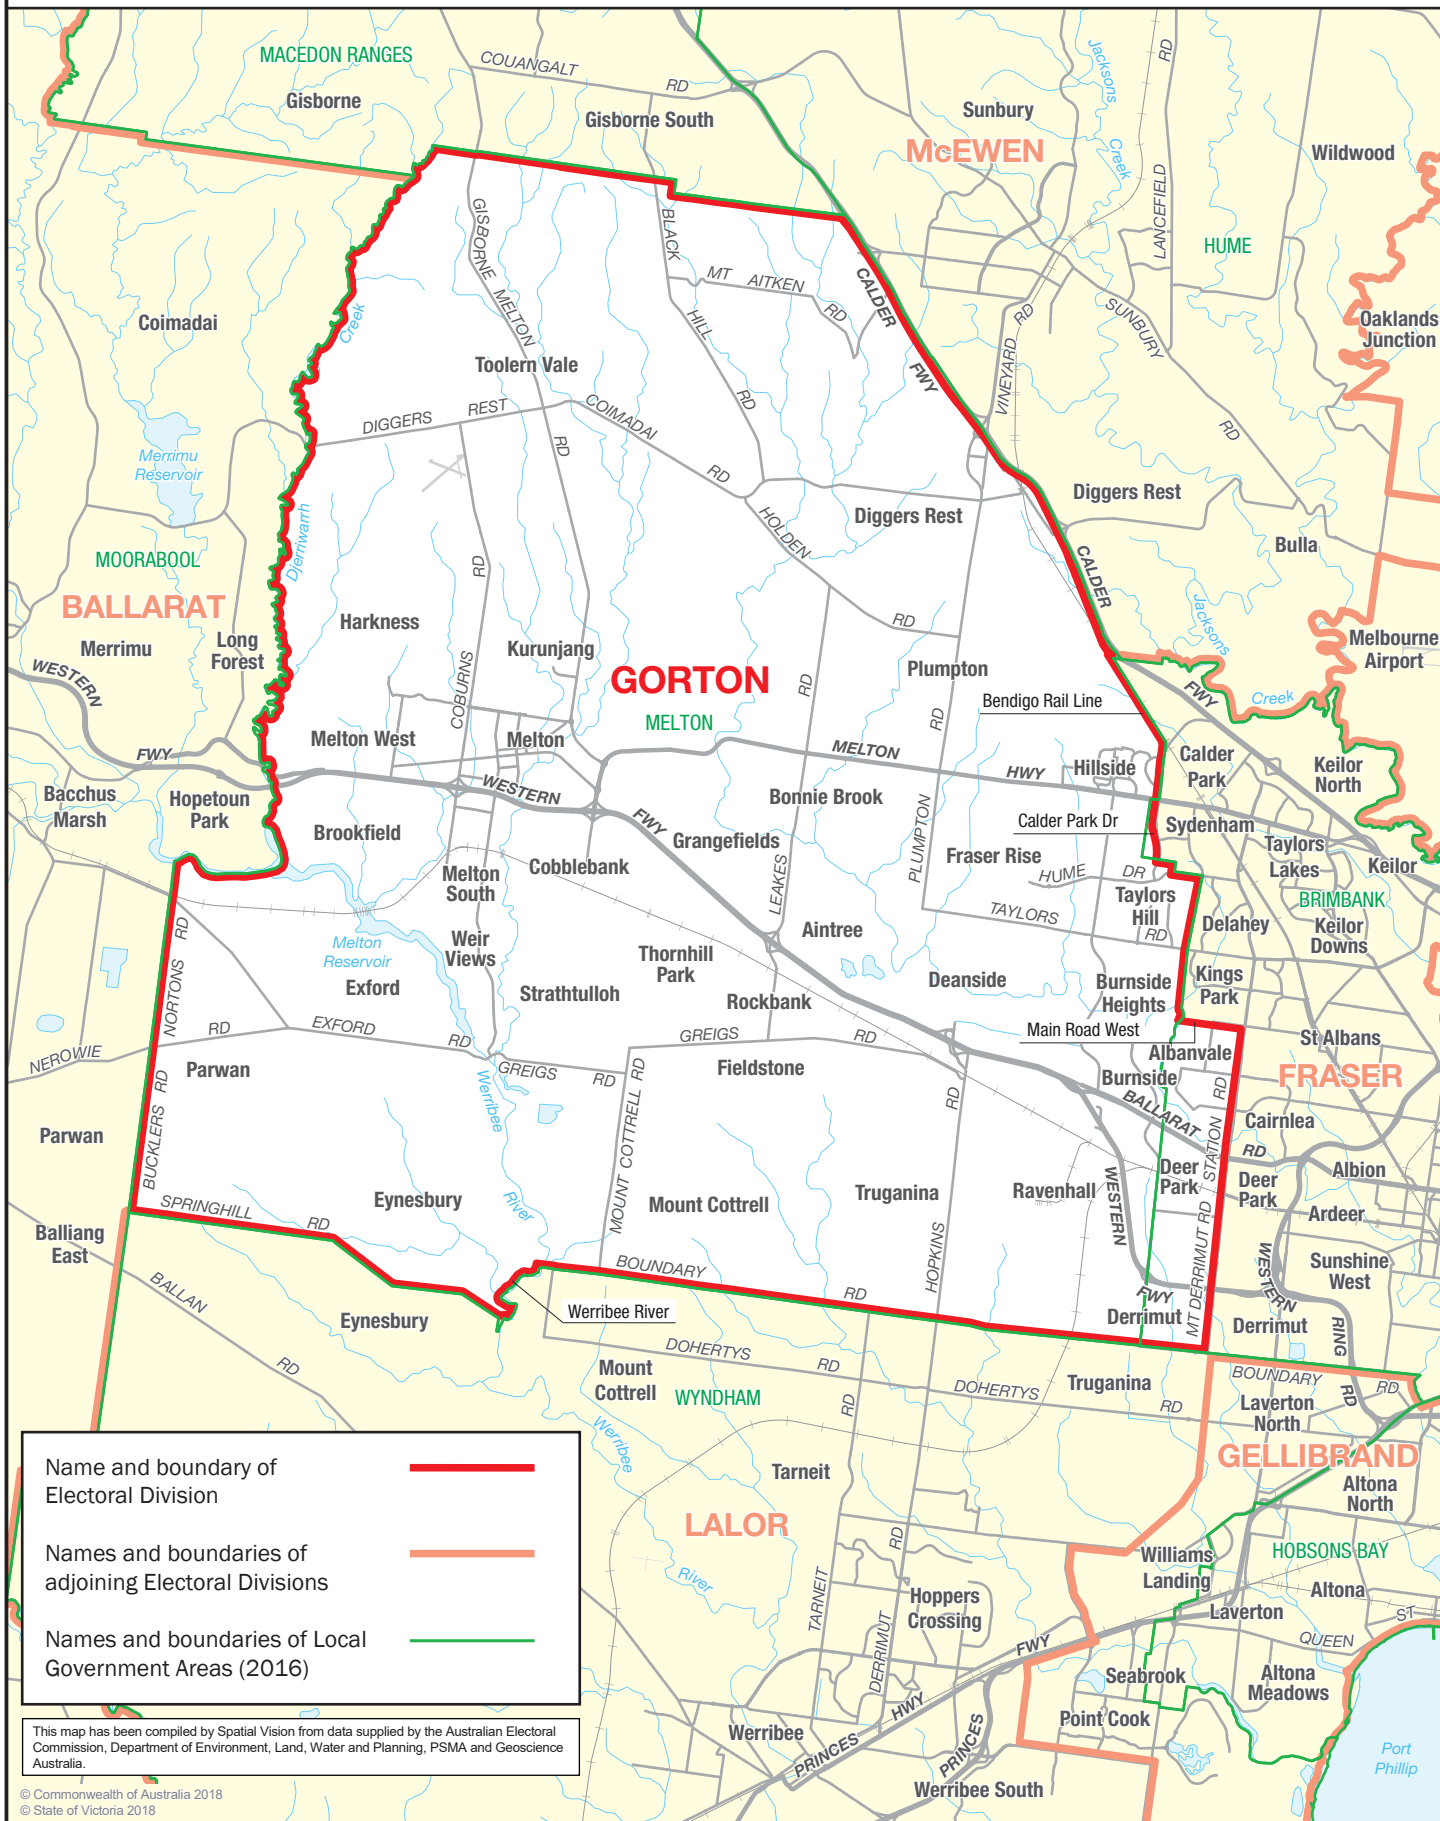 MACEDON RANGES
Gisborne
COUANGALT
RD
Gisborne South
Sunbury
McEWEN
Jacksons
Creek
RD
LANCEFIELD
Wildwood
HUME
Oaklands
Junction
SUNBURY
RD
VINEYARD
RD
Coimadai
Creek
GISBORNE
MELTON
RD
BLACK
HILL
RD
MT
AITKEN
RD
CALDER
FWY
Toolern Vale
DIGGERS
REST
COIMADAI
RD
Merrimu
Reservoir
Djerriwarrh
HOLDEN
RD
Diggers Rest
Diggers Rest
Bulla
CALDER
FWY
Jacksons
Creek
Melbourne
Airport
MOORABOOL
BALLARAT
Merrimu
Long
Forest
WESTERN
FWY
Harkness
Kurunjang
RD
COBURNS
GORTON
MELTON
RD
LEAKES
Plumpton
RD
PLUMPTON
Bendigo Rail Line
Melton West
Melton
WESTERN
FWY
MELTON
HWY
Hillside
Calder
Park
Keilor
North
Bacchus
Marsh
Hopetoun
Park
Brookfield
Bonnie Brook
Calder Park Dr
Sydenham
Taylors
Lakes
Keilor
Grangefields
Fraser Rise
HUME
DR
Melton
South
Cobblebank
TAYLORS
RD
Taylors
Hill
BRIMBANK
Delahey
Keilor
Downs
Weir
Views
Melton
Reservoir
Exford
Aintree
Thornhill
Park
Strathtulloh
Rockbank
Deanside
Burnside
Heights
Kings
Park
Main Road West
St Albans
NORTONS
RD
RD
EXFORD
RD
GREIGS
RD
GREIGS
RD
Fieldstone
Albanvale
Burnside
FRASER
NEROWIE
Parwan
Parwan
BUCKLERS
RD
Werribee
River
MOUNT
COTTRELL
RD
RD
HOPKINS
BALLARAT
RD
Cairnlea
STATION
RD
Deer
Park
Deer
Park
Albion
Ardeer
Balliang
East
SPRINGHILL
RD
Eynesbury
Mount Cottrell
Truganina
Ravenhall
WESTERN
FWY
Sunshine
West
BALLAN
RD
BOUNDARY
RD
Derrimut
MT DERRIMUT
RD
Derrimut
WESTERN
RING
RD
Eynesbury
Werribee River
DOHERTYS
RD
Mount
Cottrell
WYNDHAM
DOHERTYS
RD
Truganina
BOUNDARY
RD
Laverton
North
GELLIBRAND
Altona
North
Werribee
River
Tarneit
LALOR
RD
TARNEIT
RD
DERRIMUT
Hoppers
Crossing
Williams
Landing
HOBSONS BAY
Altona
Laverton
ST
QUEEN
FWY
Seabrook
Altona
Meadows
Point Cook
Werribee
PRINCES
HWY
PRINCES
Werribee South
Port
Phillip
Name and boundary of
Electoral Division
Names and boundaries of
adjoining Electoral Divisions
Names and boundaries of Local
Government Areas (2016)
This map has been compiled by Spatial Vision from data supplied by the Australian Electoral
Commission, Department of Environment, Land, Water and Planning, PSMA and Geoscience
Australia.
© Commonwealth of Australia 2018
© State of Victoria 2018